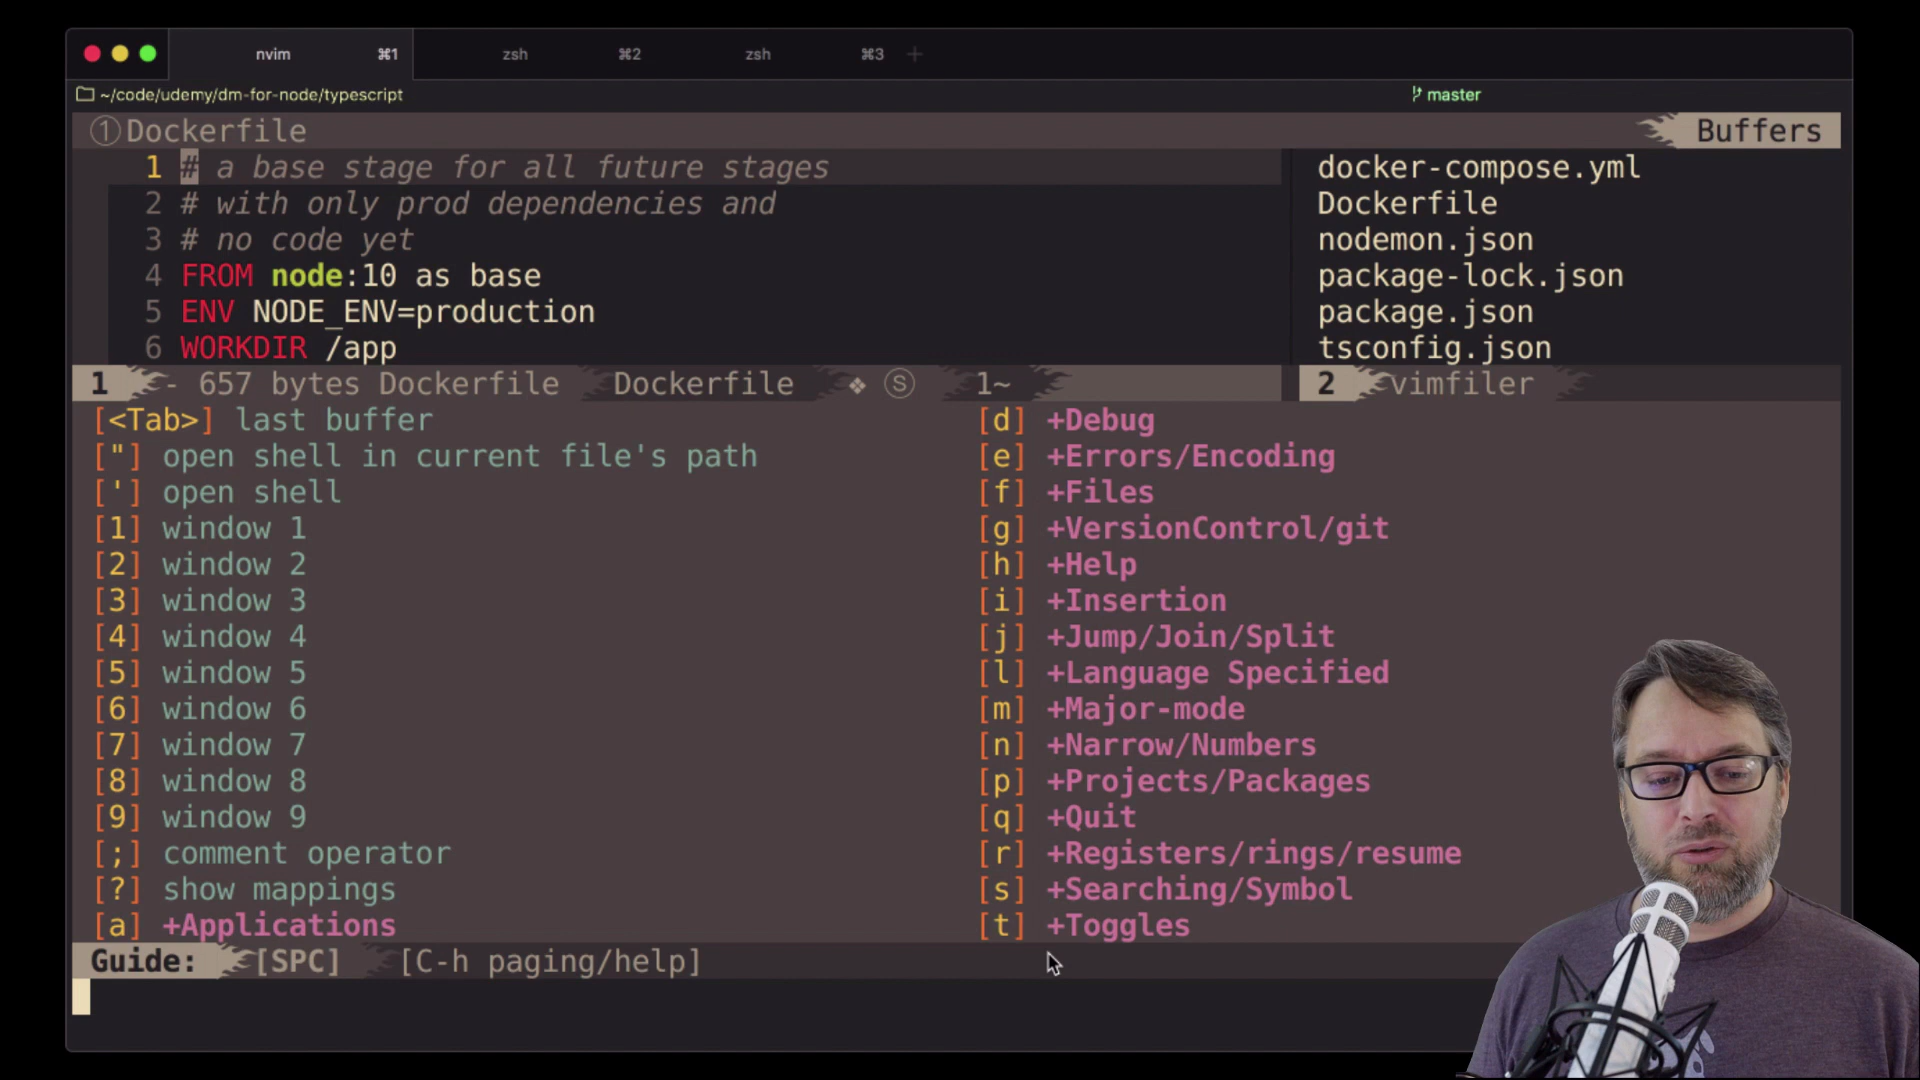 nvim ⌘1 zsh ⌘2 zsh ⌘3 +
~/code/udemy/dm-for-node/typescript master
① Dockerfile Buffers
1 # a base stage for all future stages
2 # with only prod dependencies and
3 # no code yet
4 FROM node:10 as base
5 ENV NODE_ENV=production
6 WORKDIR /app
docker-compose.yml
Dockerfile
nodemon.json
package-lock.json
package.json
tsconfig.json
1 - 657 bytes Dockerfile Dockerfile ❖ Ⓢ 1~ 2 vimfiler
[<Tab>] last buffer
["] open shell in current file's path
['] open shell
[1] window 1
[2] window 2
[3] window 3
[4] window 4
[5] window 5
[6] window 6
[7] window 7
[8] window 8
[9] window 9
[;] comment operator
[?] show mappings
[a] +Applications
[d] +Debug
[e] +Errors/Encoding
[f] +Files
[g] +VersionControl/git
[h] +Help
[i] +Insertion
[j] +Jump/Join/Split
[l] +Language Specified
[m] +Major-mode
[n] +Narrow/Numbers
[p] +Projects/Packages
[q] +Quit
[r] +Registers/rings/resume
[s] +Searching/Symbol
[t] +Toggles
Guide: [SPC] [C-h paging/help]